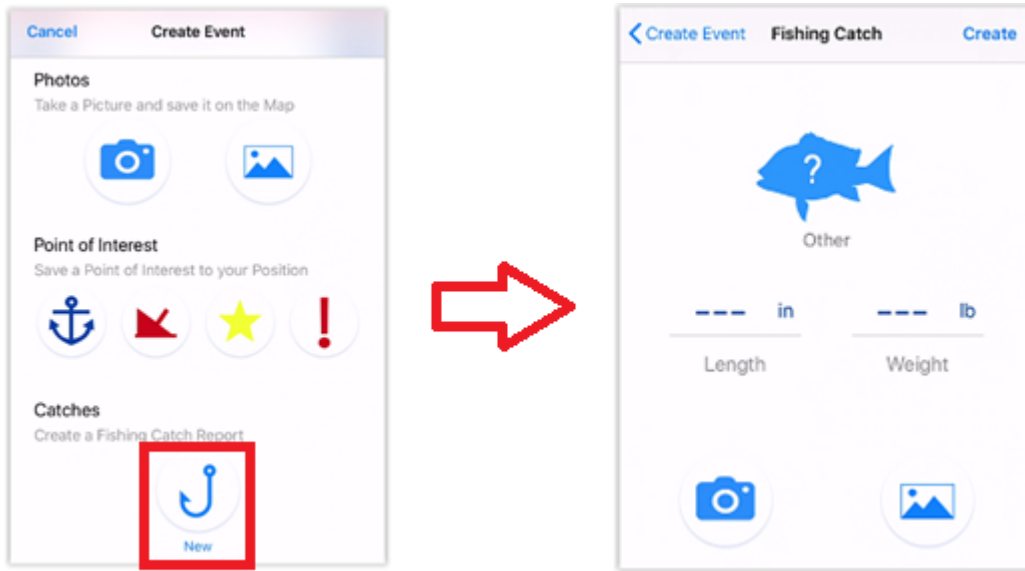 Cancel Create Event
Photos
Take a Picture and save it on the Map
Point of Interest
Save a Point of Interest to your Position
Catches
Create a Fishing Catch Report
New
Create Event Fishing Catch Create
?
Other
--- in --- lb
Length Weight